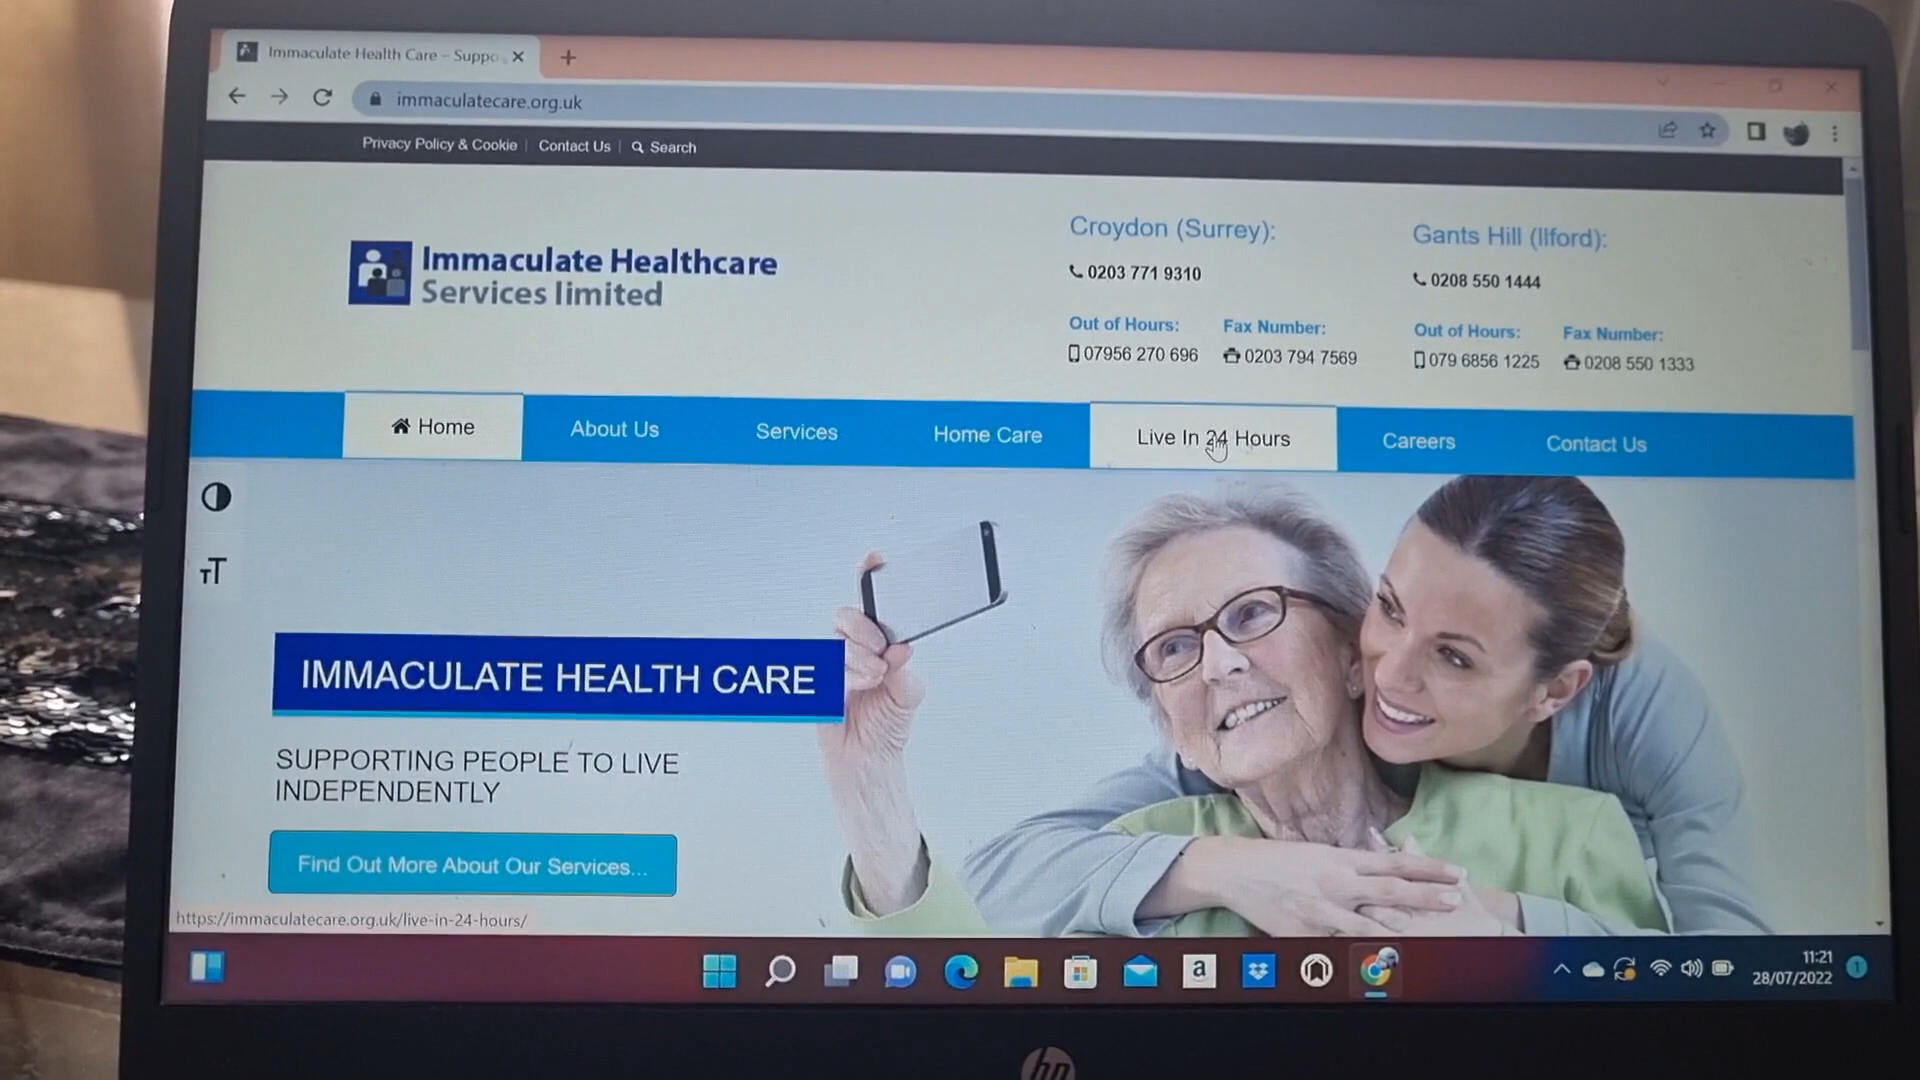 Immaculate Health Care – Suppo
immaculatecare.org.uk
Privacy Policy & Cookie | Contact Us | Search
Immaculate Healthcare
Services limited
Croydon (Surrey):
0203 771 9310
Out of Hours: Fax Number:
07956 270 696 0203 794 7569
Gants Hill (Ilford):
0208 550 1444
Out of Hours: Fax Number:
079 6856 1225 0208 550 1333
Home About Us Services Home Care Live In 24 Hours Careers Contact Us
TT
IMMACULATE HEALTH CARE
SUPPORTING PEOPLE TO LIVE
INDEPENDENTLY
Find Out More About Our Services...
https://immaculatecare.org.uk/live-in-24-hours/
a
11:21
28/07/2022
1
hp